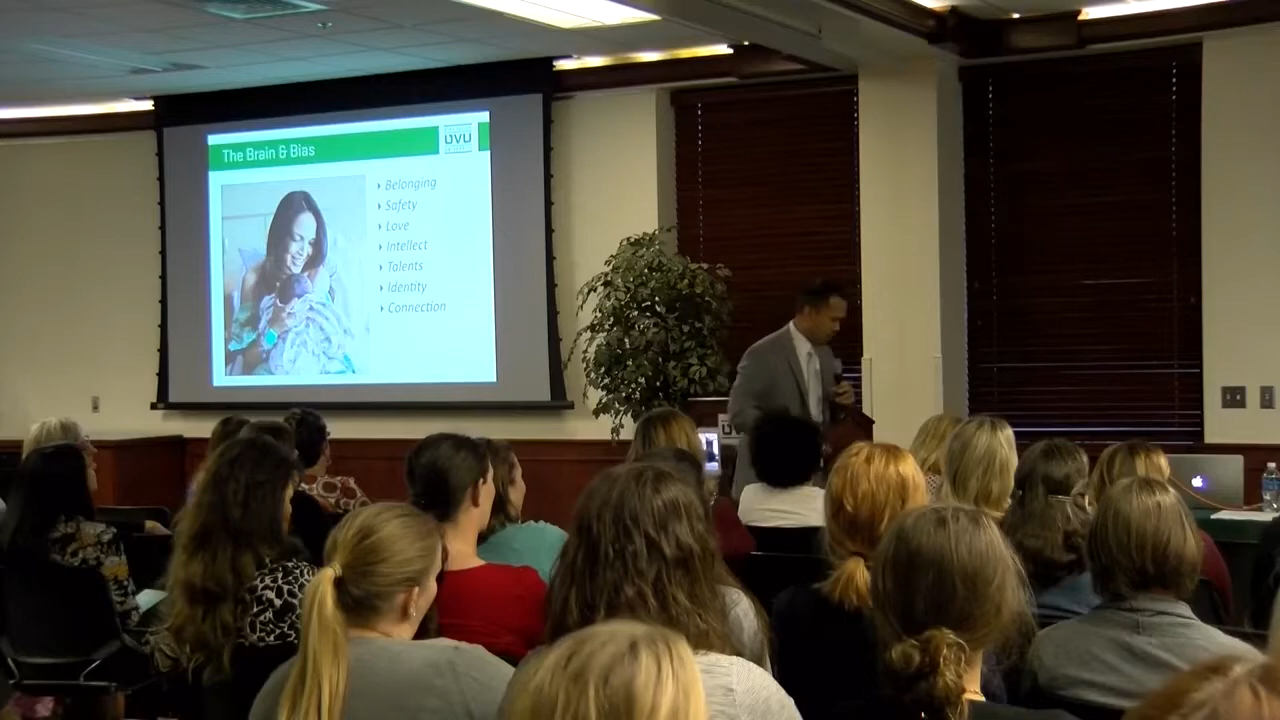 The Brain & Bias
UVU
Belonging
Safety
Love
Intellect
Talents
Identity
Connection